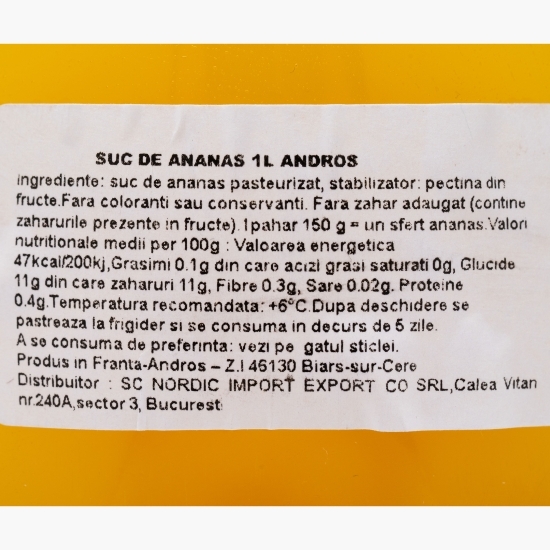 SUC DE ANANAS 1L ANDROS
Ingrediente: suc de ananas pasteurizat, stabilizator: pectina din
fructe.Fara coloranti sau conservanti. Fara zahar adaugat (contine
zaharurile prezente in fructe).1pahar 150 g = un sfert ananas.Valori
nutritionale medii per 100g : Valoarea energetica
47kcal/200kj,Grasimi 0.1g din care acizi grasi saturati 0g, Glucide
11g din care zaharuri 11g, Fibre 0.3g, Sare 0.02g. Proteine
0.4g.Temperatura recomandata: +6°C.Dupa deschidere se
pastreaza la frigider si se consuma in decurs de 5 zile.
A se consuma de preferinta: vezi pe gatul sticlei.
Produs in Franta-Andros – Z.I 46130 Biars-sur-Cere
Distribuitor : SC NORDIC IMPORT EXPORT CO SRL,Calea Vitan
nr.240A,sector 3, Bucuresti